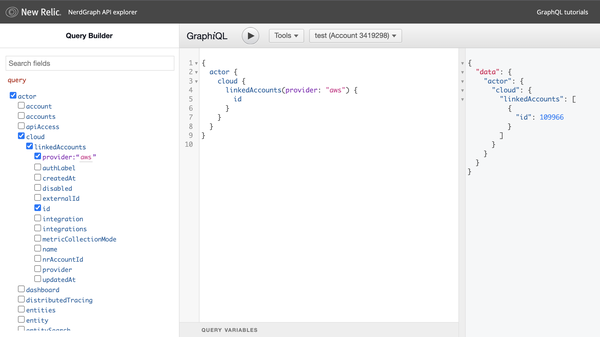 New Relic. NerdGraph API explorer GraphQL tutorials
Query Builder
GraphiQL
Tools
test (Account 3419298)
Search fields
query
actor
account
accounts
apiAccess
cloud
linkedAccounts
provider:"aws"
authLabel
createdAt
disabled
externalId
id
integration
integrations
metricCollectionMode
name
nrAccountId
provider
updatedAt
dashboard
distributedTracing
entities
entity
entitySearch
1 {
2 actor {
3 cloud {
4 linkedAccounts(provider: "aws") {
5 id
6 }
7 }
8 }
9 }
10
QUERY VARIABLES
{
"data": {
"actor": {
"cloud": {
"linkedAccounts": [
{
"id": 109966
}
]
}
}
}
}